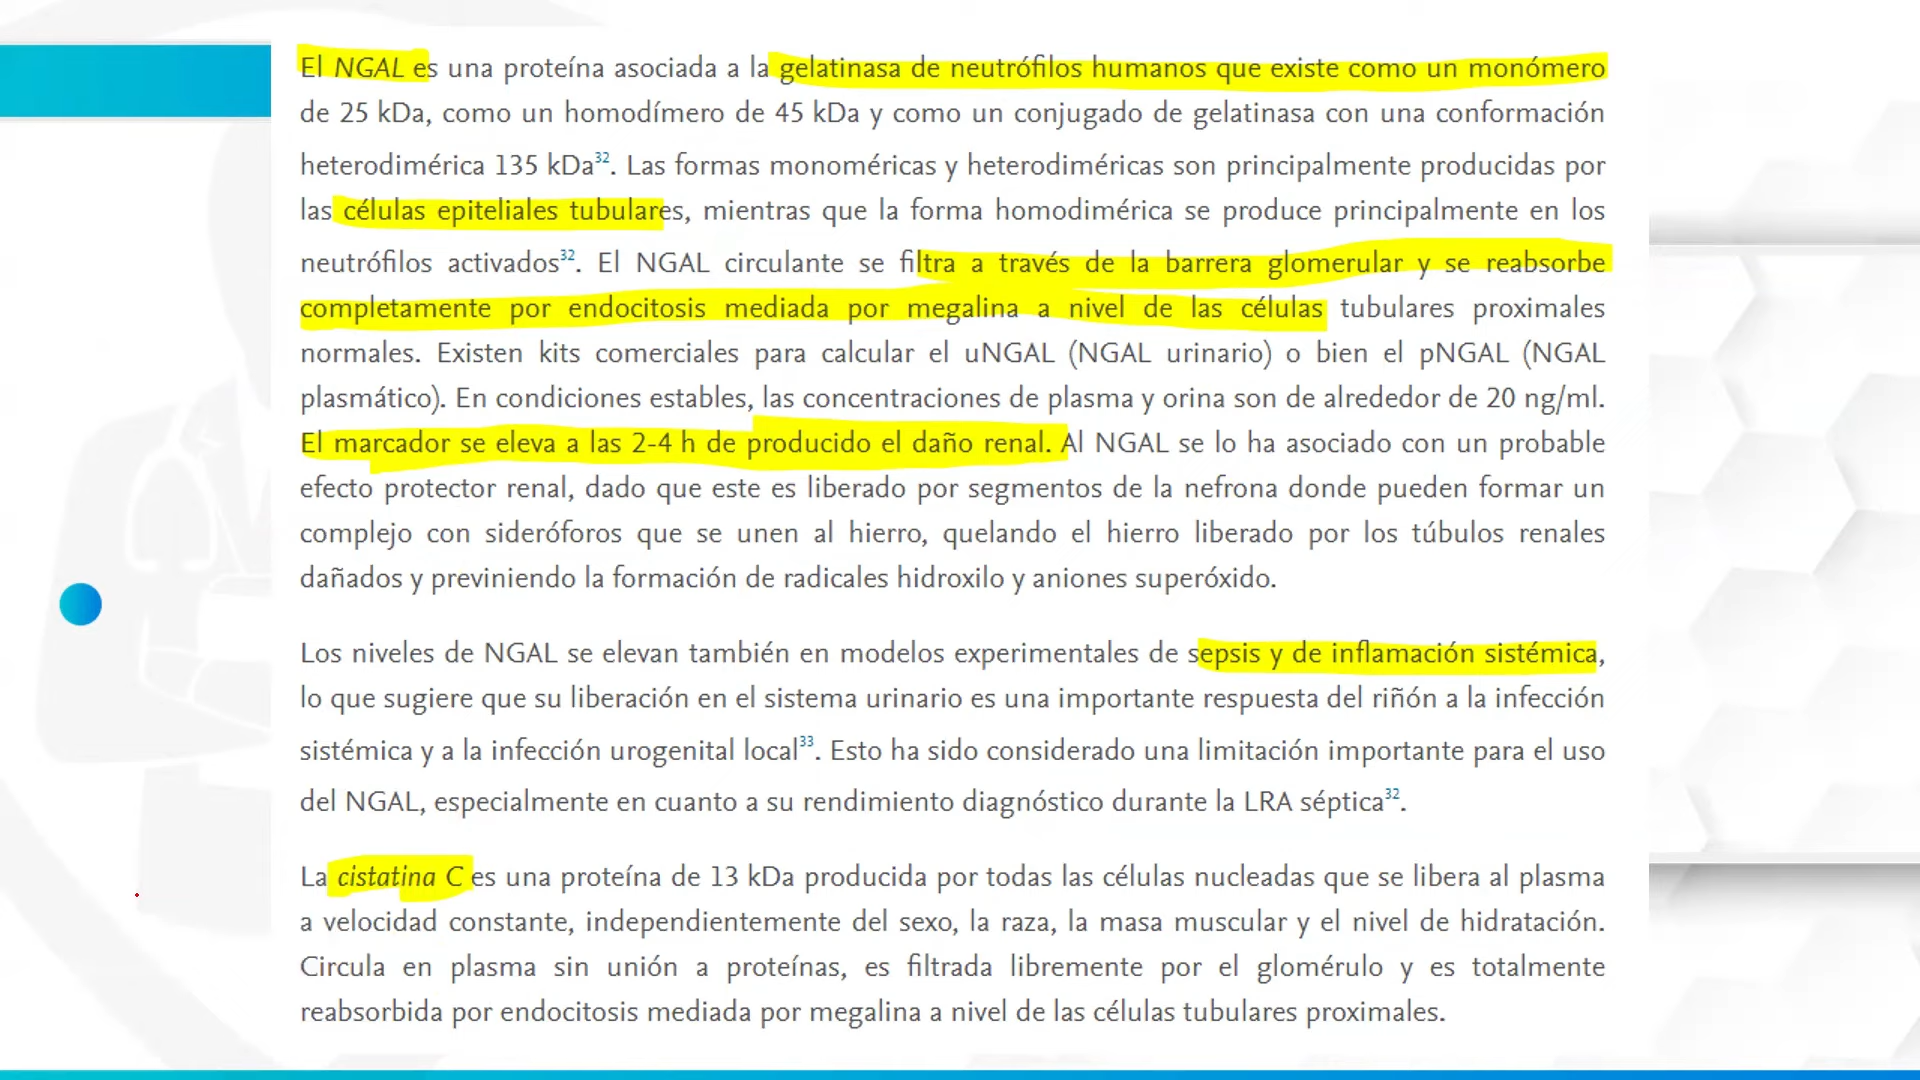 El NGAL es una proteína asociada a la gelatinasa de neutrófilos humanos que existe como un monómero
de 25 kDa, como un homodímero de 45 kDa y como un conjugado de gelatinasa con una conformación
heterodimérica 135 kDa32. Las formas monoméricas y heterodiméricas son principalmente producidas por
las células epiteliales tubulares, mientras que la forma homodimérica se produce principalmente en los
neutrófilos activados32. El NGAL circulante se filtra a través de la barrera glomerular y se reabsorbe
completamente por endocitosis mediada por megalina a nivel de las células tubulares proximales
normales. Existen kits comerciales para calcular el uNGAL (NGAL urinario) o bien el pNGAL (NGAL
plasmático). En condiciones estables, las concentraciones de plasma y orina son de alrededor de 20 ng/ml.
El marcador se eleva a las 2-4 h de producido el daño renal. Al NGAL se lo ha asociado con un probable
efecto protector renal, dado que este es liberado por segmentos de la nefrona donde pueden formar un
complejo con sideróforos que se unen al hierro, quelando el hierro liberado por los túbulos renales
dañados y previniendo la formación de radicales hidroxilo y aniones superóxido.
Los niveles de NGAL se elevan también en modelos experimentales de sepsis y de inflamación sistémica,
lo que sugiere que su liberación en el sistema urinario es una importante respuesta del riñón a la infección
sistémica y a la infección urogenital local33. Esto ha sido considerado una limitación importante para el uso
del NGAL, especialmente en cuanto a su rendimiento diagnóstico durante la LRA séptica32.
La cistatina C es una proteína de 13 kDa producida por todas las células nucleadas que se libera al plasma
a velocidad constante, independientemente del sexo, la raza, la masa muscular y el nivel de hidratación.
Circula en plasma sin unión a proteínas, es filtrada libremente por el glomérulo y es totalmente
reabsorbida por endocitosis mediada por megalina a nivel de las células tubulares proximales.